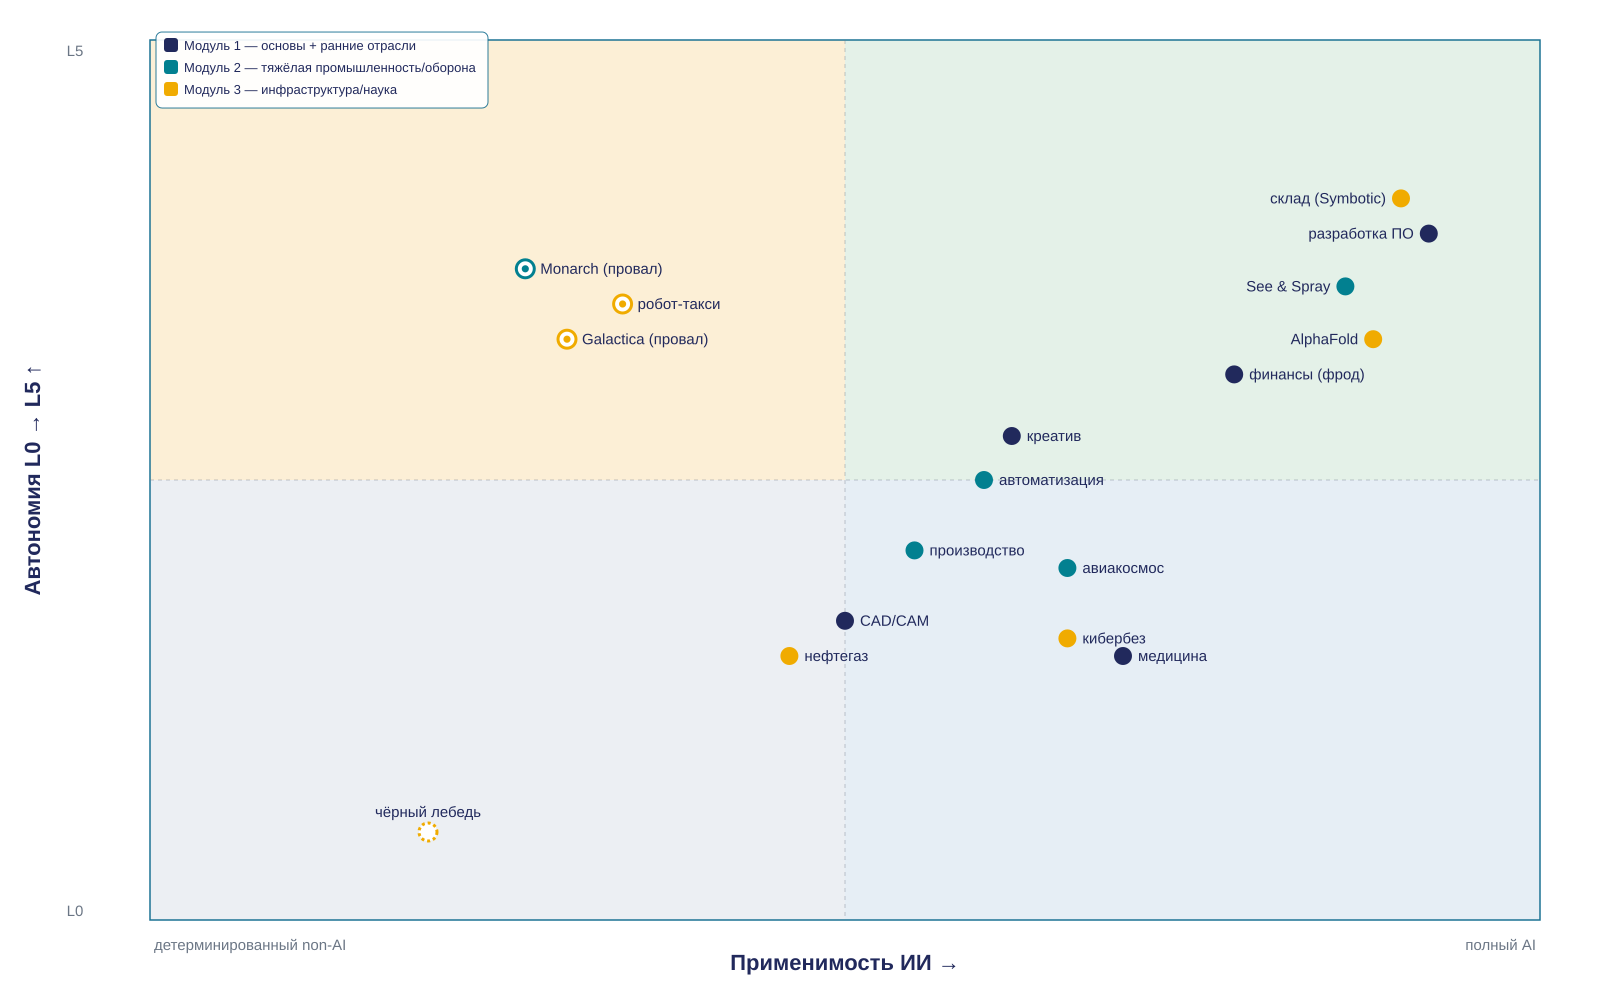 L5
Модуль 1 — основы + ранние отрасли
Модуль 2 — тяжёлая промышленность/оборона
Модуль 3 — инфраструктура/наука
склад (Symbotic)
разработка ПО
Monarch (провал)
See & Spray
робот-такси
Galactica (провал)
AlphaFold
финансы (фрод)
Автономия L0 → L5 ↑
креатив
автоматизация
производство
авиакосмос
CAD/CAM
кибербез
нефтегаз
медицина
чёрный лебедь
L0
детерминированный non-AI
полный AI
Применимость ИИ →